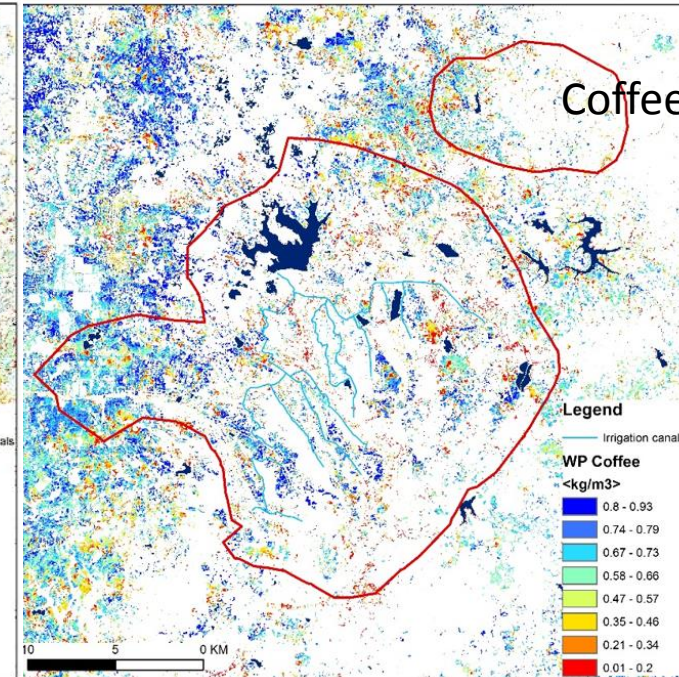 Coffee
als
Legend
Irrigation canal
WP Coffee
<kg/m3>
0.8 - 0.93
0.74 - 0.79
0.67 - 0.73
0.58 - 0.66
0.47 - 0.57
0.35 - 0.46
0.21 - 0.34
0.01 - 0.2
10 5 0 KM